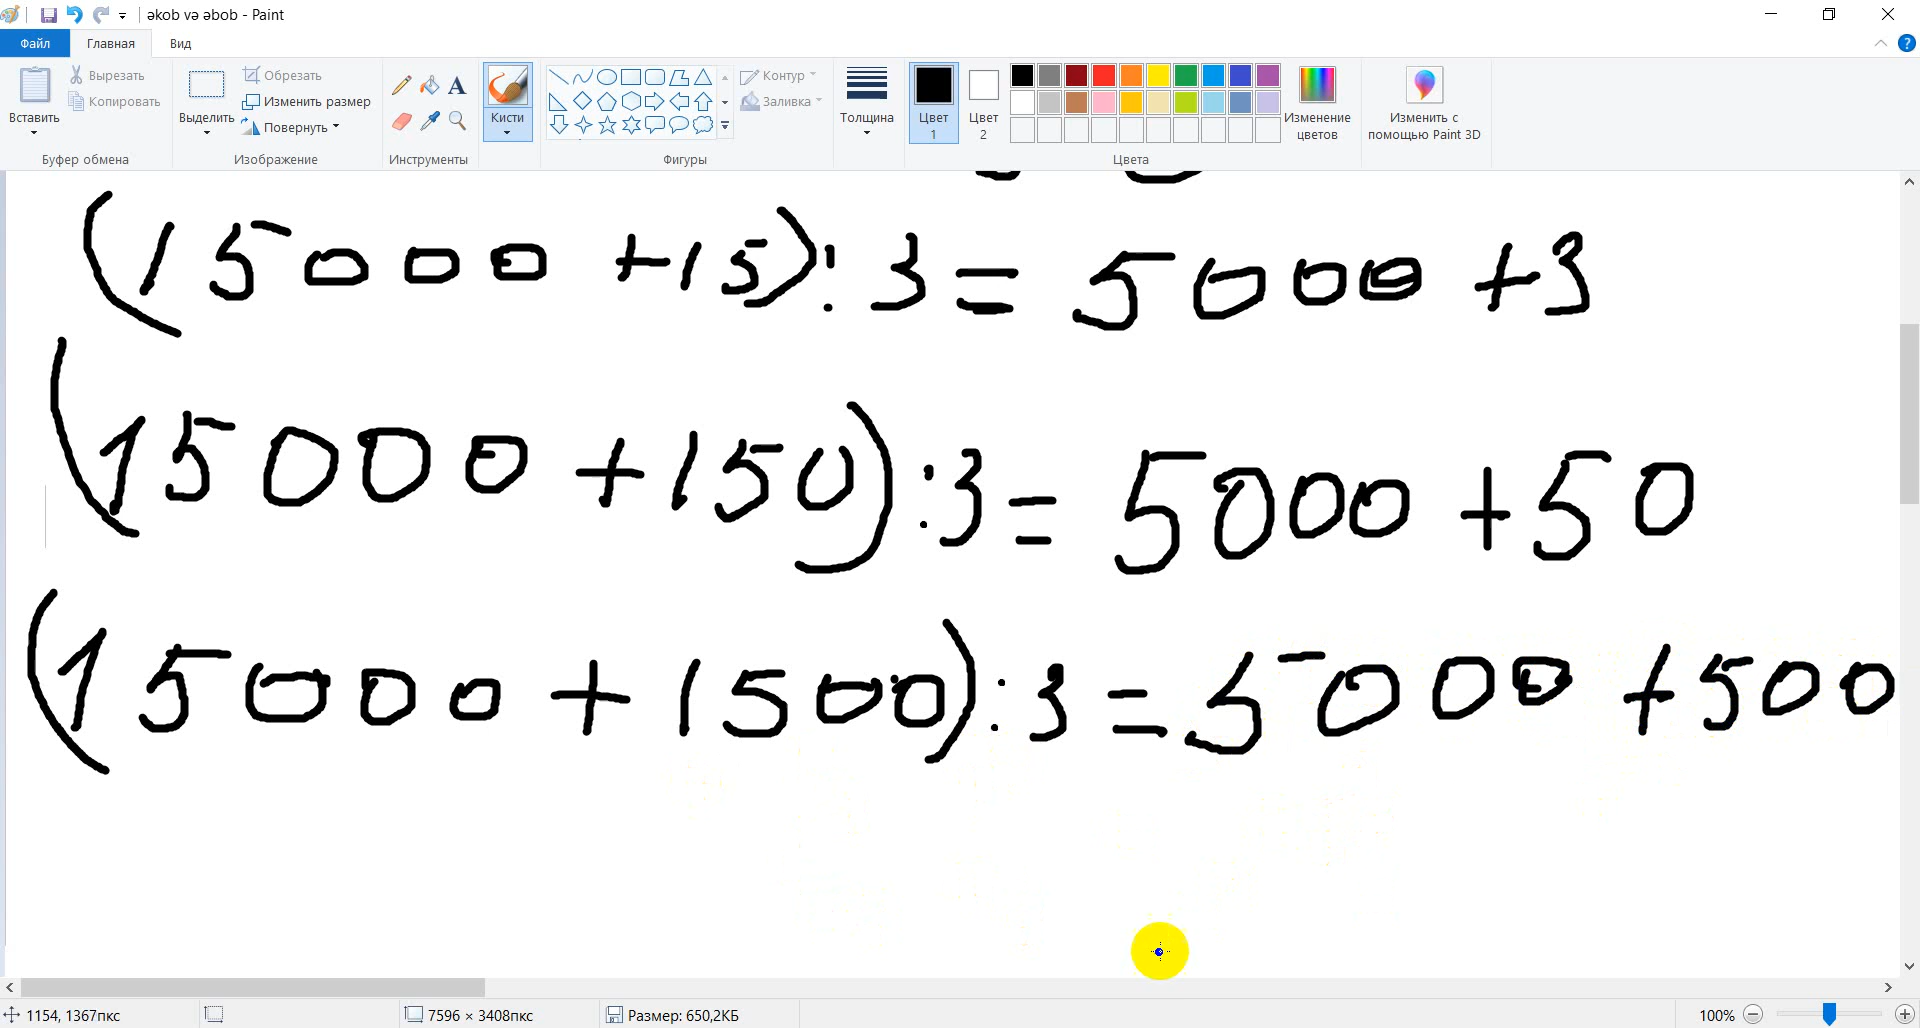 əkob və əbob - Paint
Файл Главная Вид
Вставить
Вырезать
Копировать
Буфер обмена
Выделить
Обрезать
Изменить размер
Повернуть
Изображение
Инструменты
Кисти
Фигуры
Контур
Заливка
Толщина
Цвет 1
Цвет 2
Изменение цветов
Цвета
Изменить с помощью Paint 3D
(15000+15):3=5000+3
(15000+150):3=5000+50
(15000+1500):3=5000+500
1154, 1367пкс 7596 × 3408пкс Размер: 650,2КБ 100%